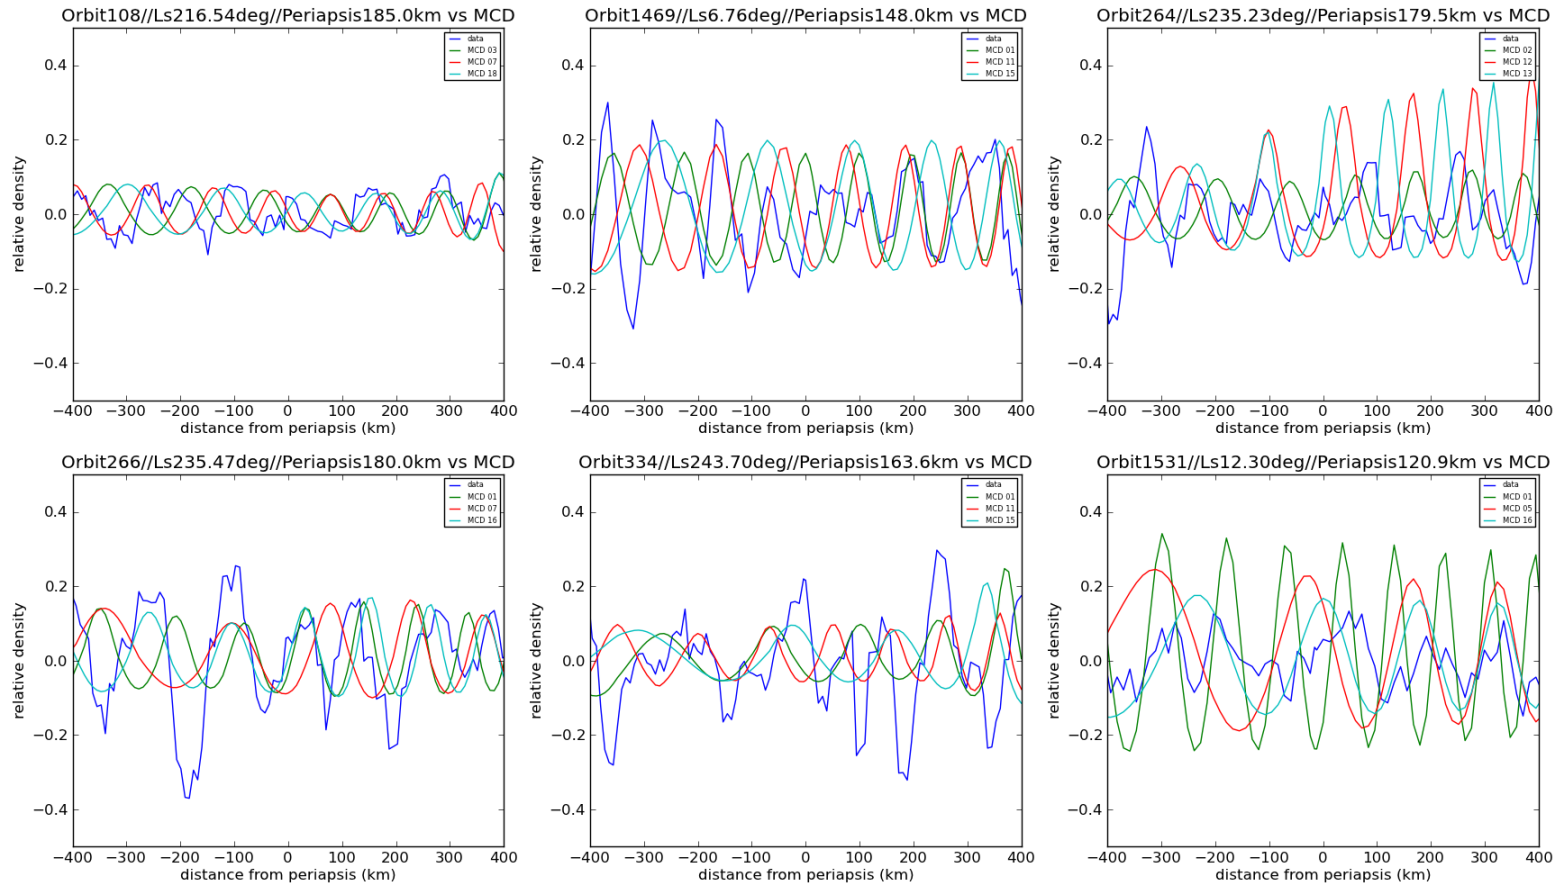 Orbit108//Ls216.54deg//Periapsis185.0km vs MCD
0.4
0.2
0.0
−0.2
−0.4
relative density
data
MCD 03
MCD 07
MCD 18
−400 −300 −200 −100 0 100 200 300 400
distance from periapsis (km)
Orbit1469//Ls6.76deg//Periapsis148.0km vs MCD
0.4
0.2
0.0
−0.2
−0.4
relative density
data
MCD 01
MCD 11
MCD 15
−400 −300 −200 −100 0 100 200 300 400
distance from periapsis (km)
Orbit264//Ls235.23deg//Periapsis179.5km vs MCD
0.4
0.2
0.0
−0.2
−0.4
relative density
data
MCD 02
MCD 12
MCD 13
−400 −300 −200 −100 0 100 200 300 400
distance from periapsis (km)
Orbit266//Ls235.47deg//Periapsis180.0km vs MCD
0.4
0.2
0.0
−0.2
−0.4
relative density
data
MCD 01
MCD 07
MCD 16
−400 −300 −200 −100 0 100 200 300 400
distance from periapsis (km)
Orbit334//Ls243.70deg//Periapsis163.6km vs MCD
0.4
0.2
0.0
−0.2
−0.4
relative density
data
MCD 01
MCD 11
MCD 15
−400 −300 −200 −100 0 100 200 300 400
distance from periapsis (km)
Orbit1531//Ls12.30deg//Periapsis120.9km vs MCD
0.4
0.2
0.0
−0.2
−0.4
relative density
data
MCD 01
MCD 05
MCD 16
−400 −300 −200 −100 0 100 200 300 400
distance from periapsis (km)